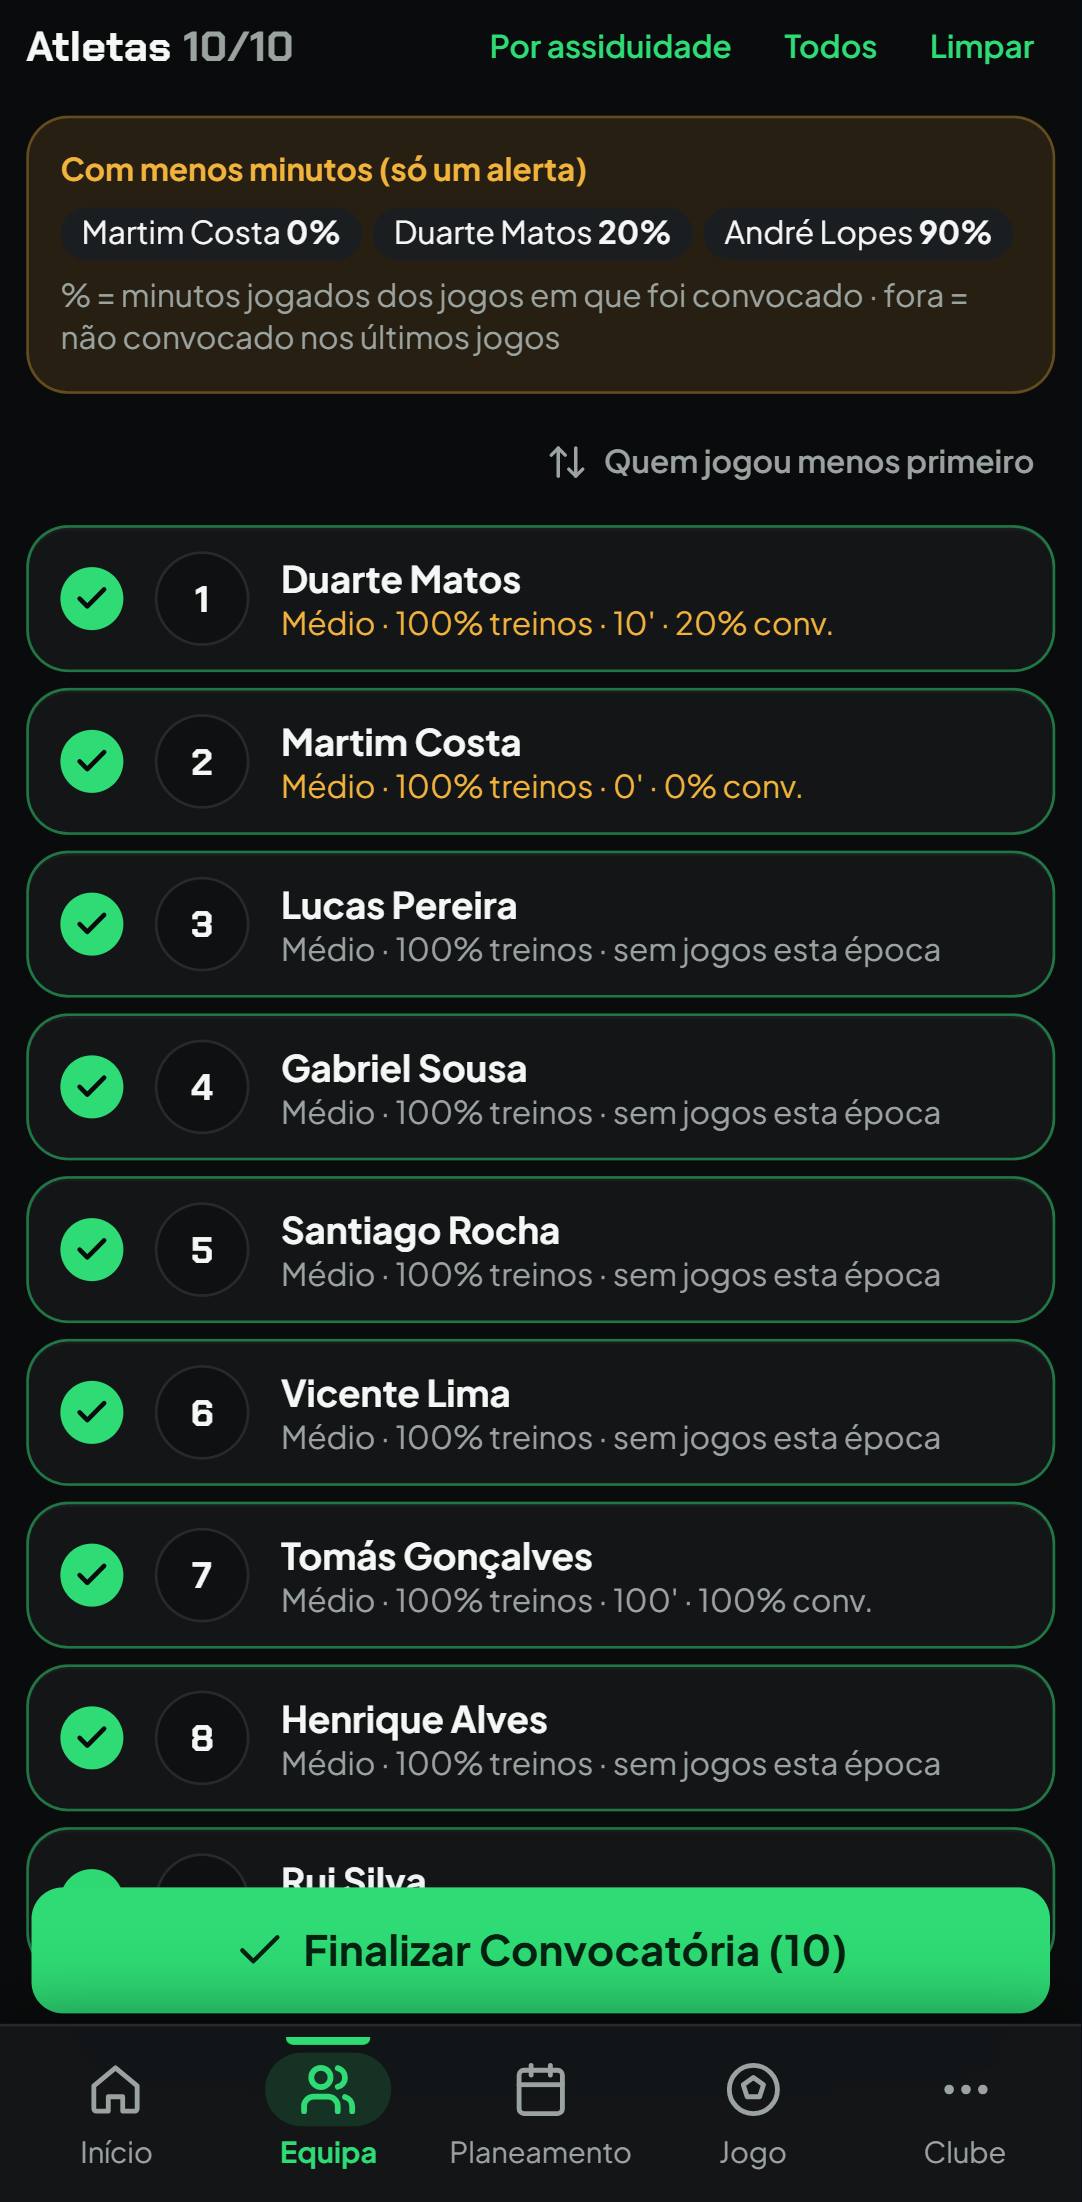 Atletas 10/10 Por assiduidade Todos Limpar
Com menos minutos (só um alerta)
Martim Costa 0% Duarte Matos 20% André Lopes 90%
% = minutos jogados dos jogos em que foi convocado · fora =
não convocado nos últimos jogos
Quem jogou menos primeiro
1 Duarte Matos
Médio · 100% treinos · 10' · 20% conv.
2 Martim Costa
Médio · 100% treinos · 0' · 0% conv.
3 Lucas Pereira
Médio · 100% treinos · sem jogos esta época
4 Gabriel Sousa
Médio · 100% treinos · sem jogos esta época
5 Santiago Rocha
Médio · 100% treinos · sem jogos esta época
6 Vicente Lima
Médio · 100% treinos · sem jogos esta época
7 Tomás Gonçalves
Médio · 100% treinos · 100' · 100% conv.
8 Henrique Alves
Médio · 100% treinos · sem jogos esta época
Rui Silva
Finalizar Convocatória (10)
Início Equipa Planeamento Jogo Clube